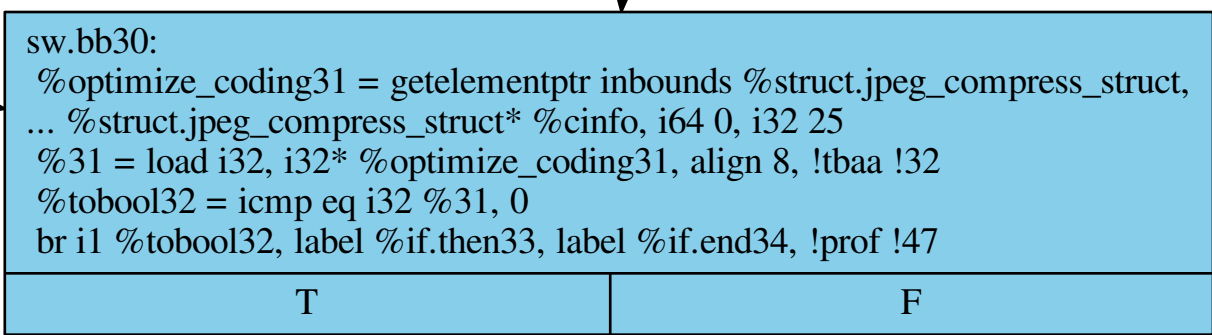 sw.bb30:
%optimize_coding31 = getelementptr inbounds %struct.jpeg_compress_struct,
... %struct.jpeg_compress_struct* %cinfo, i64 0, i32 25
%31 = load i32, i32* %optimize_coding31, align 8, !tbaa !32
%tobool32 = icmp eq i32 %31, 0
br i1 %tobool32, label %if.then33, label %if.end34, !prof !47
T
F